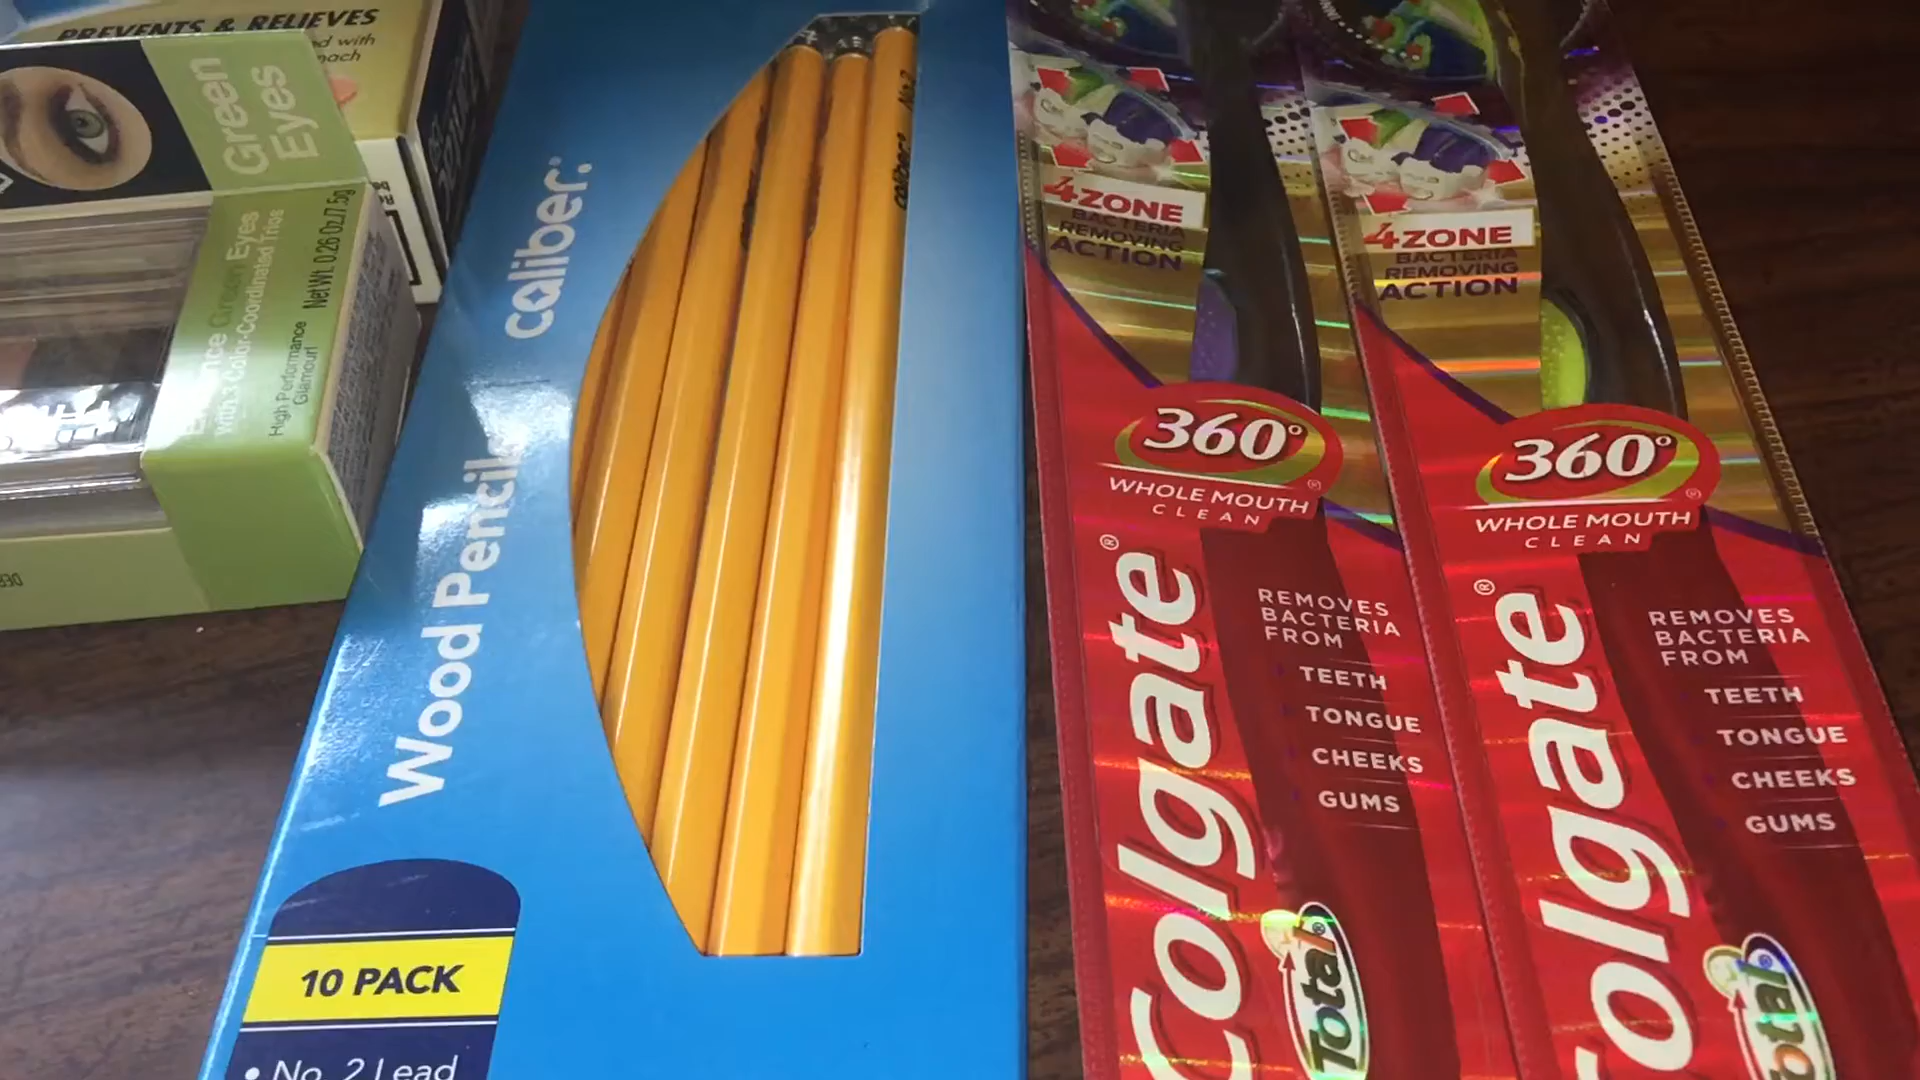 PREVENTS & RELIEVES
Green
Eyes
Green Eyes
with 3 Color-Coordinated Trios
High Performance
Glamour!
Net Wt. 0.26 Oz./7.5g
caliber:
Wood Pencils
10 PACK
• No. 2 Lead
4ZONE
BACTERIA
REMOVING
ACTION
360°
WHOLE MOUTH
CLEAN
Colgate®
REMOVES
BACTERIA
FROM
TEETH
TONGUE
CHEEKS
GUMS
Total
4ZONE
BACTERIA
REMOVING
ACTION
360°
WHOLE MOUTH
CLEAN
Colgate®
REMOVES
BACTERIA
FROM
TEETH
TONGUE
CHEEKS
GUMS
Total